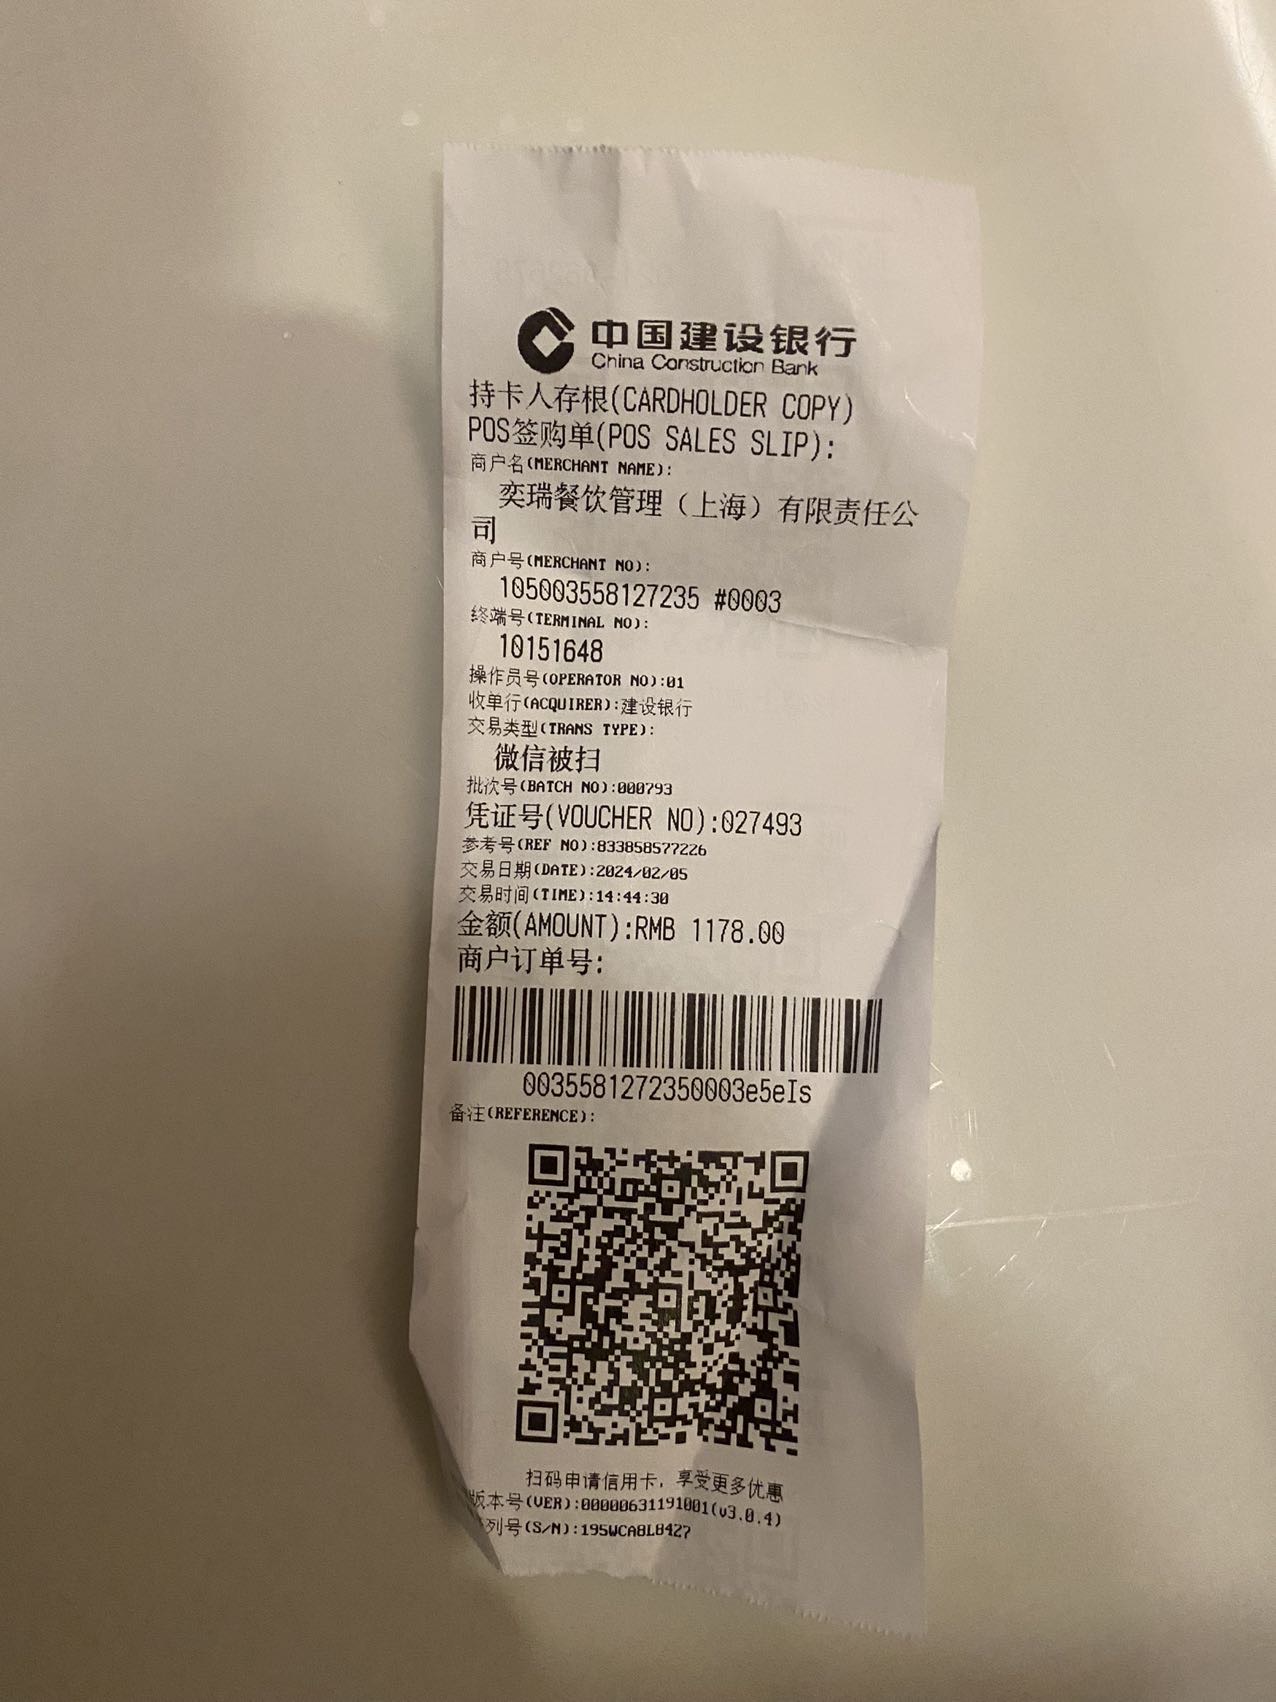 中国建设银行
China Construction Bank
持卡人存根(CARDHOLDER COPY)
POS签购单(POS SALES SLIP):
商户名(MERCHANT NAME):
奕瑞餐饮管理（上海）有限责任公
司
商户号(MERCHANT NO):
105003558127235 #0003
终端号(TERMINAL NO):
10151648
操作员号(OPERATOR NO):01
收单行(ACQUIRER):建设银行
交易类型(TRANS TYPE):
微信被扫
批次号(BATCH NO):000793
凭证号(VOUCHER NO):027493
参考号(REF NO):833858577226
交易日期(DATE):2024/02/05
交易时间(TIME):14:44:30
金额(AMOUNT):RMB 1178.00
商户订单号:
0035581272350003e5eIs
备注(REFERENCE):
扫码申请信用卡，享受更多优惠
版本号(VER):00000631191001(v3.0.4)
列号(S/N):195WCA8L8427